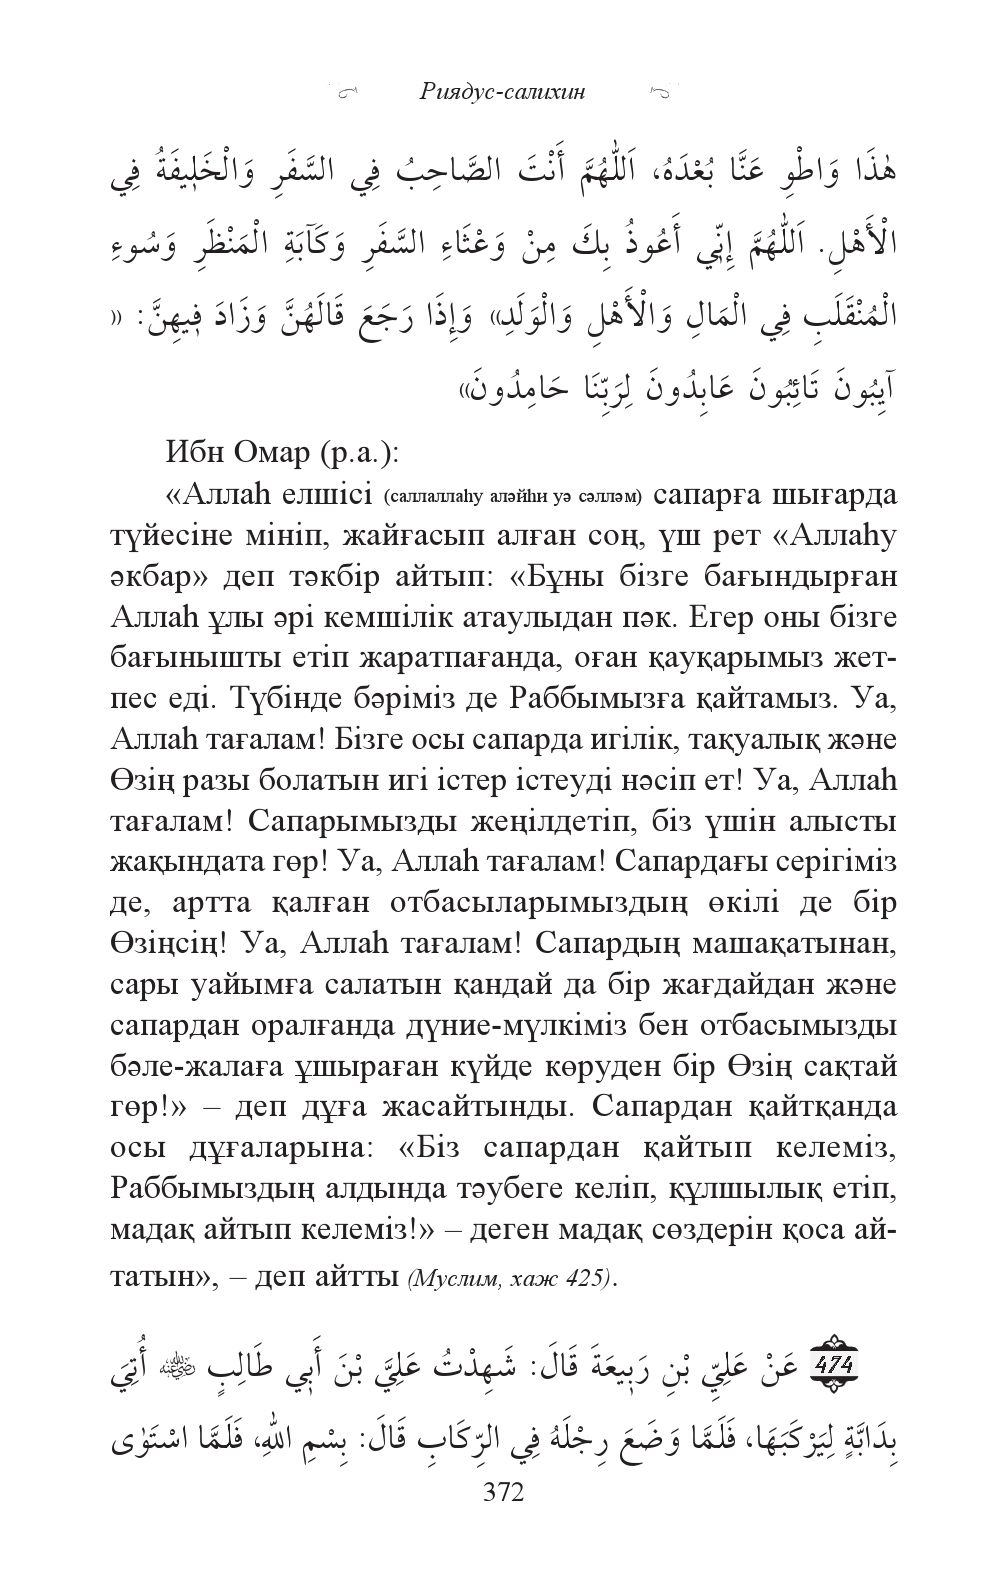 Риядус-салихин
هٰذَا وَاطْوِ عَنَّا بُعْدَهُ، اَللّٰهُمَّ أَنْتَ الصَّاحِبُ فِي السَّفَرِ وَالْخَلِيفَةُ فِي
الْأَهْلِ. اَللّٰهُمَّ إِنِّي أَعُوذُ بِكَ مِنْ وَعْثَاءِ السَّفَرِ وَكَآبَةِ الْمَنْظَرِ وَسُوءِ
الْمُنْقَلَبِ فِي الْمَالِ وَالْأَهْلِ وَالْوَلَدِ» وَإِذَا رَجَعَ قَالَهُنَّ وَزَادَ فِيهِنَّ: «
آيِبُونَ تَائِبُونَ عَابِدُونَ لِرَبِّنَا حَامِدُونَ»
Ибн Омар (р.а.):
«Аллаһ елшісі (саллаллаһу аләйһи уә сәлләм) сапарға шығарда
түйесіне мініп, жайғасып алған соң, үш рет «Аллаһу
әкбар» деп тәкбір айтып: «Бұны бізге бағындырған
Аллаһ ұлы әрі кемшілік атаулыдан пәк. Егер оны бізге
бағынышты етіп жаратпағанда, оған қауқарымыз жет-
пес еді. Түбінде бәріміз де Раббымызға қайтамыз. Уа,
Аллаһ тағалам! Бізге осы сапарда игілік, тақуалық және
Өзің разы болатын игі істер істеуді нәсіп ет! Уа, Аллаһ
тағалам! Сапарымызды жеңілдетіп, біз үшін алысты
жақындата гөр! Уа, Аллаһ тағалам! Сапардағы серігіміз
де, артта қалған отбасыларымыздың өкілі де бір
Өзіңсің! Уа, Аллаһ тағалам! Сапардың машақатынан,
сары уайымға салатын қандай да бір жағдайдан және
сапардан оралғанда дүние-мүлкіміз бен отбасымызды
бәле-жалаға ұшыраған күйде көруден бір Өзің сақтай
гөр!» – деп дұға жасайтынды. Сапардан қайтқанда
осы дұғаларына: «Біз сапардан қайтып келеміз,
Раббымыздың алдында тәубеге келіп, құлшылық етіп,
мадақ айтып келеміз!» – деген мадақ сөздерін қоса ай-
татын», – деп айтты (Муслим, хаж 425).
474 عَنْ عَلِيِّ بْنِ رَبِيعَةَ قَالَ: شَهِدْتُ عَلِيَّ بْنَ أَبِي طَالِبٍ ﷺ أُتِيَ
بِدَابَّةٍ لِيَرْكَبَهَا، فَلَمَّا وَضَعَ رِجْلَهُ فِي الرِّكَابِ قَالَ: بِسْمِ اللّٰهِ، فَلَمَّا اسْتَوٰى
372